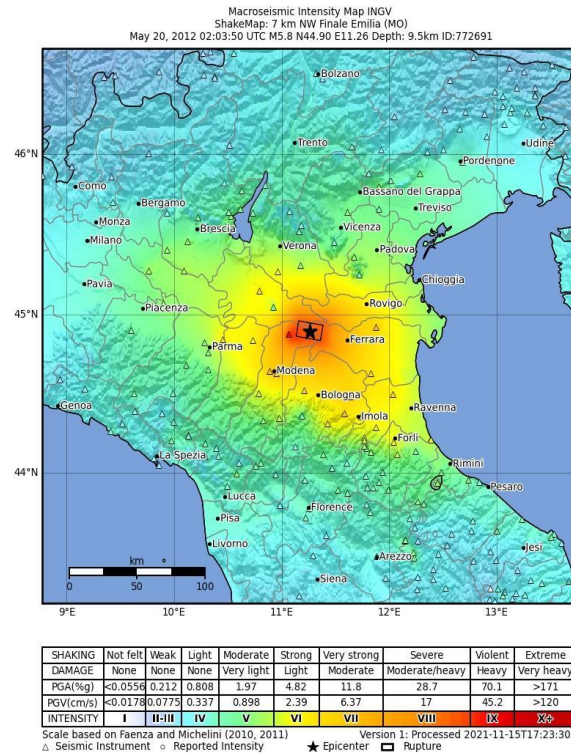 Macroseismic Intensity Map INGV
ShakeMap: 7 km NW Finale Emilia (MO)
May 20, 2012 02:03:50 UTC M5.8 N44.90 E11.26 Depth: 9.5km ID:772691
Bolzano
Trento
Udine
46°N
Pordenone
Como
Bassano del Grappa
Bergamo
Treviso
Monza
Brescia
Vicenza
Milano
Verona
Padova
Chioggia
Pavia
Rovigo
45°N
Piacenza
Ferrara
Parma
Modena
Bologna
Genoa
Ravenna
Imola
Forli
La Spezia
44°N
Rimini
Pesaro
Lucca
Florence
Pisa
Livorno
Jesi
Arezzo
km
Siena
0 50 100
9°E 10°E 11°E 12°E 13°E
SHAKING Not felt Weak Light Moderate Strong Very strong Severe Violent Extreme
DAMAGE None None None Very light Light Moderate Moderate/heavy Heavy Very heavy
PGA(%g) <0.0556 0.212 0.808 1.97 4.82 11.8 28.7 70.1 >171
PGV(cm/s) <0.0178 0.0775 0.337 0.898 2.39 6.37 17 45.2 >120
INTENSITY I II-III IV V VI VII VIII IX X+
Scale based on Faenza and Michelini (2010, 2011) Version 1: Processed 2021-11-15T17:23:30
Seismic Instrument Reported Intensity Epicenter Rupture